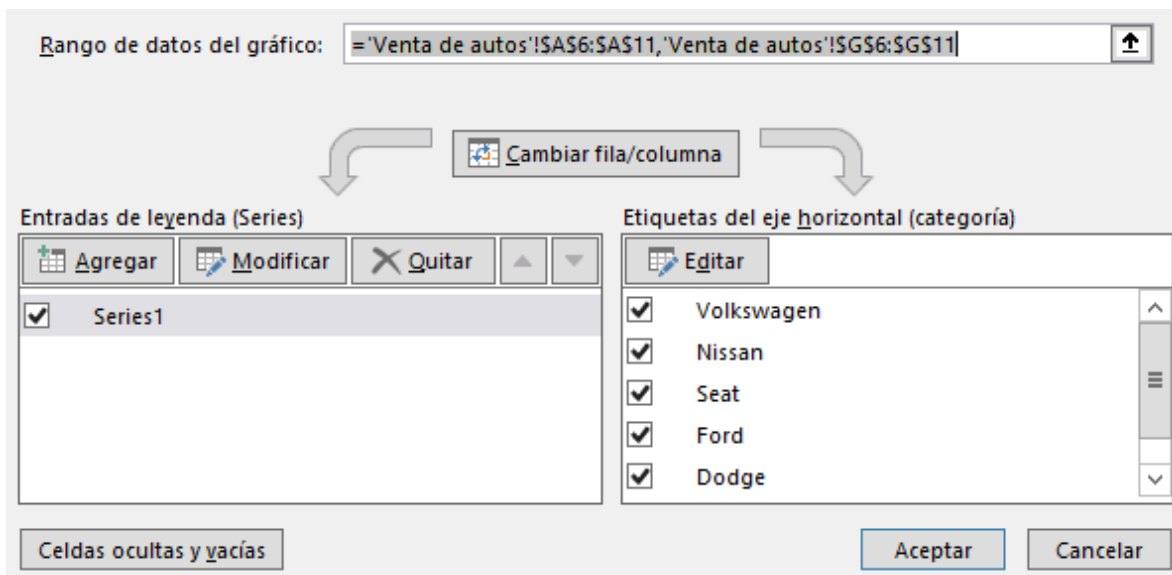 Rango de datos del gráfico: ='Venta de autos'!$A$6:$A$11,'Venta de autos'!$G$6:$G$11
Cambiar fila/columna
Entradas de leyenda (Series)
Agregar Modificar Quitar
Series1
Etiquetas del eje horizontal (categoría)
Editar
Volkswagen
Nissan
Seat
Ford
Dodge
Celdas ocultas y vacías
Aceptar Cancelar